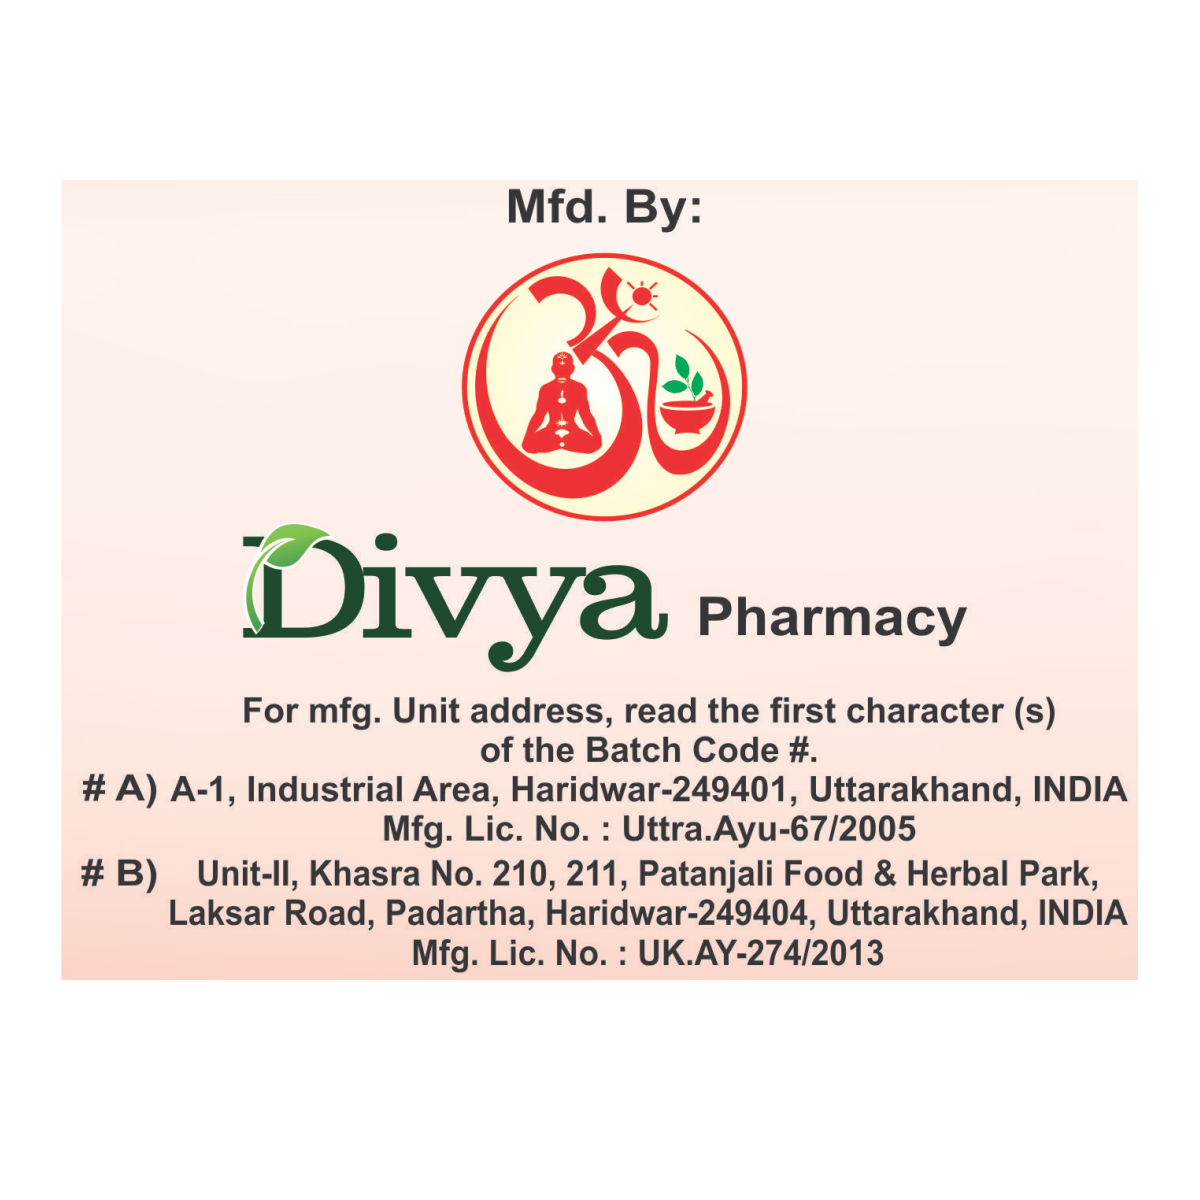 Mfd. By:
Divya Pharmacy
For mfg. Unit address, read the first character (s)
of the Batch Code #.
# A) A-1, Industrial Area, Haridwar-249401, Uttarakhand, INDIA
Mfg. Lic. No. : Uttra.Ayu-67/2005
# B) Unit-II, Khasra No. 210, 211, Patanjali Food & Herbal Park,
Laksar Road, Padartha, Haridwar-249404, Uttarakhand, INDIA
Mfg. Lic. No. : UK.AY-274/2013